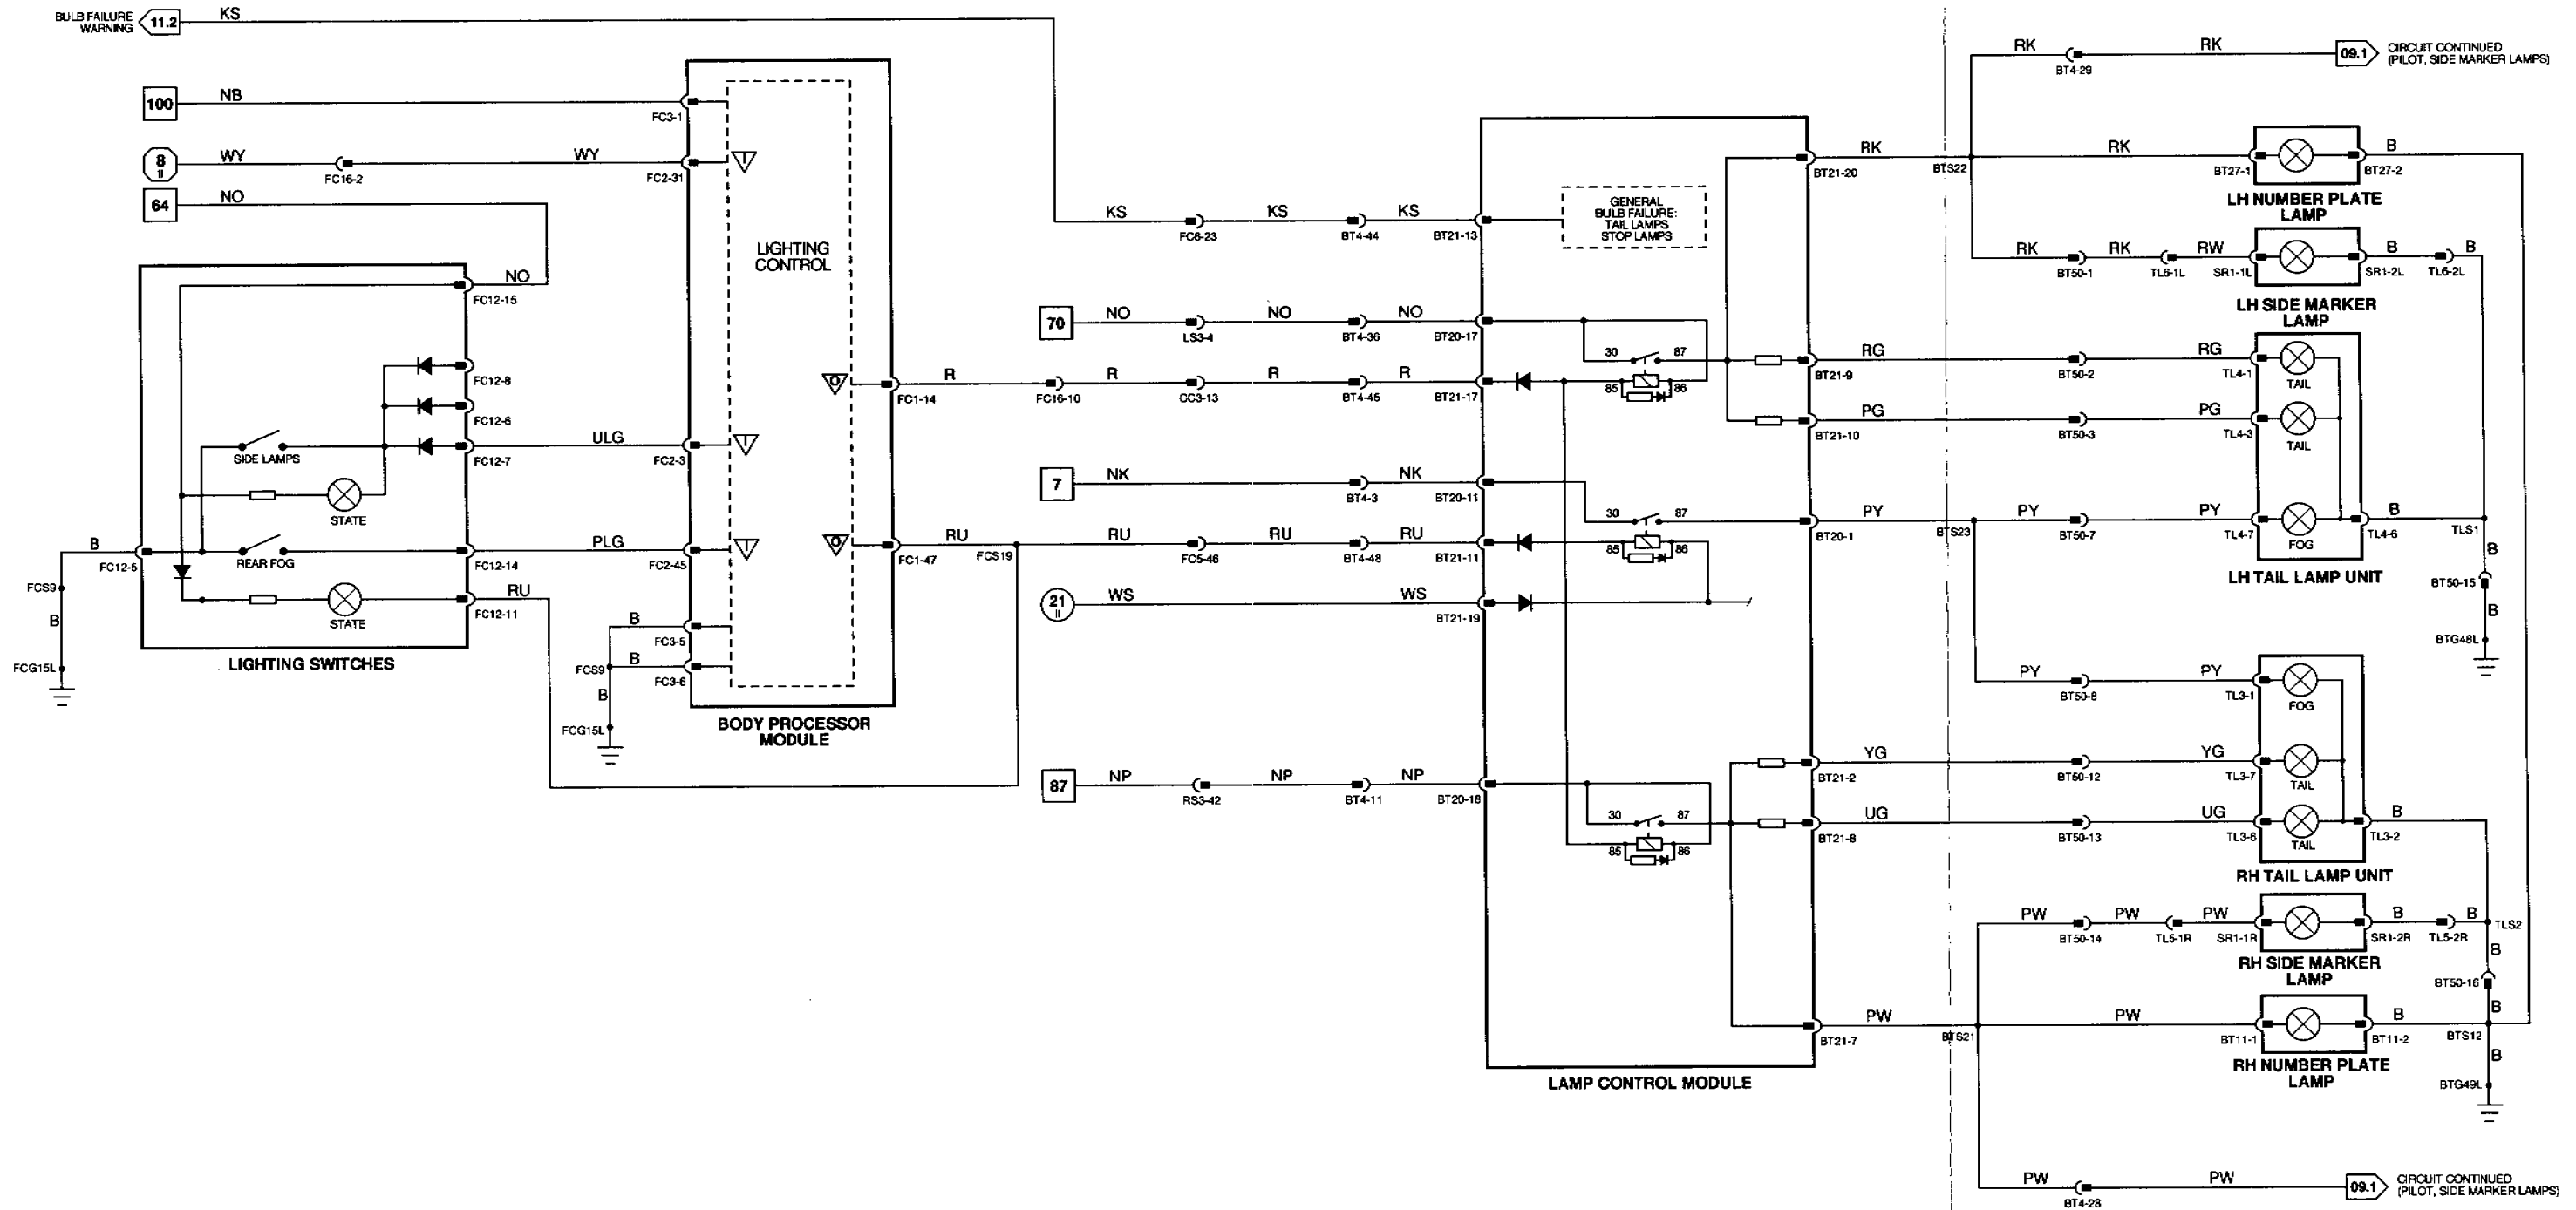 BULB FAILURE
WARNING
11.2
KS
100
NB
FC3-1
8
II
WY
FC16-2
WY
FC2-31
64
NO
NO
FC12-15
FC12-8
FC12-6
FC12-7
SIDE LAMPS
STATE
ULG
FC2-3
B
FC12-5
REAR FOG
FC12-14
PLG
FC2-45
STATE
RU
FC12-11
FCS9
B
FCG15L
LIGHTING SWITCHES
LIGHTING
CONTROL
I
I
I
O
O
B
FC3-5
FCS9
B
FC3-6
B
FCG15L
BODY PROCESSOR
MODULE
FC1-14
R
FC16-10
R
CC3-13
R
BT4-45
R
BT21-17
FC1-47
RU
FCS19
RU
FC5-46
RU
BT4-48
RU
BT21-11
KS
FC6-23
KS
BT4-44
KS
BT21-13
70
NO
LS3-4
NO
BT4-36
NO
BT20-17
7
NK
BT4-3
NK
BT20-11
21
II
WS
WS
BT21-19
87
NP
RS3-42
NP
BT4-11
NP
BT20-18
GENERAL
BULB FAILURE:
TAIL LAMPS
STOP LAMPS
30
87
85
86
30
87
85
86
30
87
85
86
LAMP CONTROL MODULE
BT21-20
RK
BTS22
RK
BT4-29
RK
09.1
CIRCUIT CONTINUED
(PILOT, SIDE MARKER LAMPS)
RK
BT27-1
B
BT27-2
LH NUMBER PLATE
LAMP
RK
BT50-1
RK
TL6-1L
RW
SR1-1L
B
SR1-2L
B
TL6-2L
LH SIDE MARKER
LAMP
BT21-9
RG
BT50-2
RG
TL4-1
TAIL
BT21-10
PG
BT50-3
PG
TL4-3
TAIL
BT20-1
PY
BTS23
PY
BT50-7
PY
TL4-7
FOG
B
TL4-6
TLS1
LH TAIL LAMP UNIT
B
BT50-15
B
BTG48L
PY
BT50-8
PY
TL3-1
FOG
BT21-2
YG
BT50-12
YG
TL3-7
TAIL
BT21-8
UG
BT50-13
UG
TL3-6
TAIL
B
TL3-2
RH TAIL LAMP UNIT
PW
BT50-14
PW
TL5-1R
PW
SR1-1R
B
SR1-2R
B
TL5-2R
TLS2
RH SIDE MARKER
LAMP
B
BT50-16
B
BT21-7
PW
BTS21
PW
BT11-1
B
BT11-2
BTS12
RH NUMBER PLATE
LAMP
B
BTG49L
PW
BT4-28
PW
09.1
CIRCUIT CONTINUED
(PILOT, SIDE MARKER LAMPS)